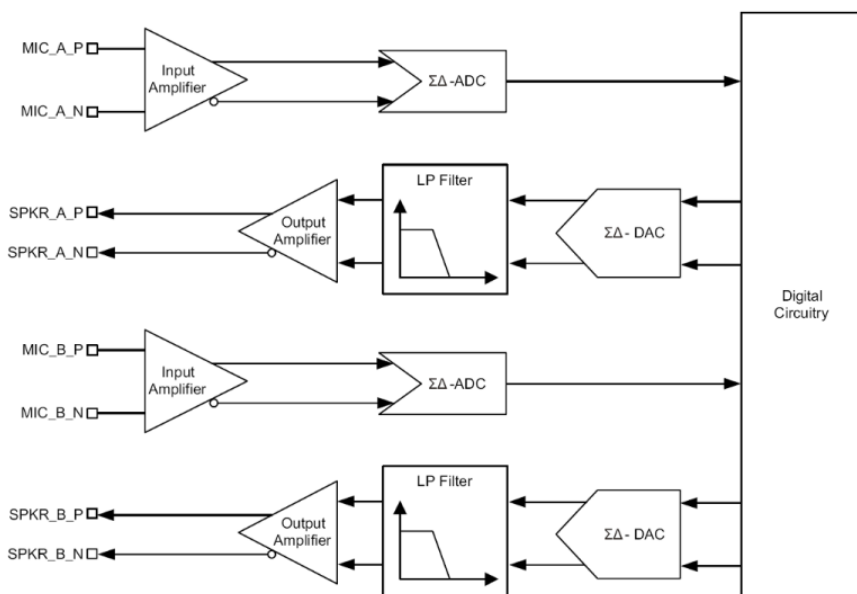 MIC_A_P
MIC_A_N
Input
Amplifier
ΣΔ-ADC
LP Filter
SPKR_A_P
SPKR_A_N
Output
Amplifier
ΣΔ- DAC
Digital
Circuitry
MIC_B_P
MIC_B_N
Input
Amplifier
ΣΔ-ADC
LP Filter
SPKR_B_P
SPKR_B_N
Output
Amplifier
ΣΔ- DAC